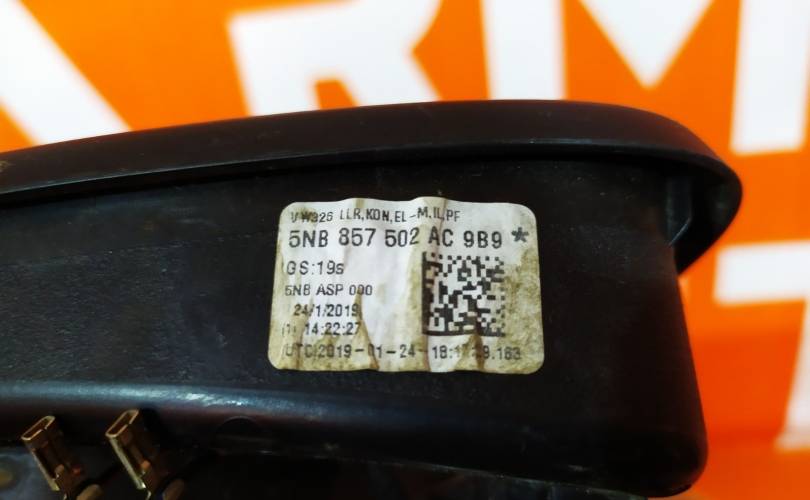 ARM
VW326 LLR,KON,EL-M,IL,PF
5NB 857 502 AC 9B9 *
GS:19s
5NB ASP 000
24/1/2019
14:22:27
UTC 2019-01-24-18: